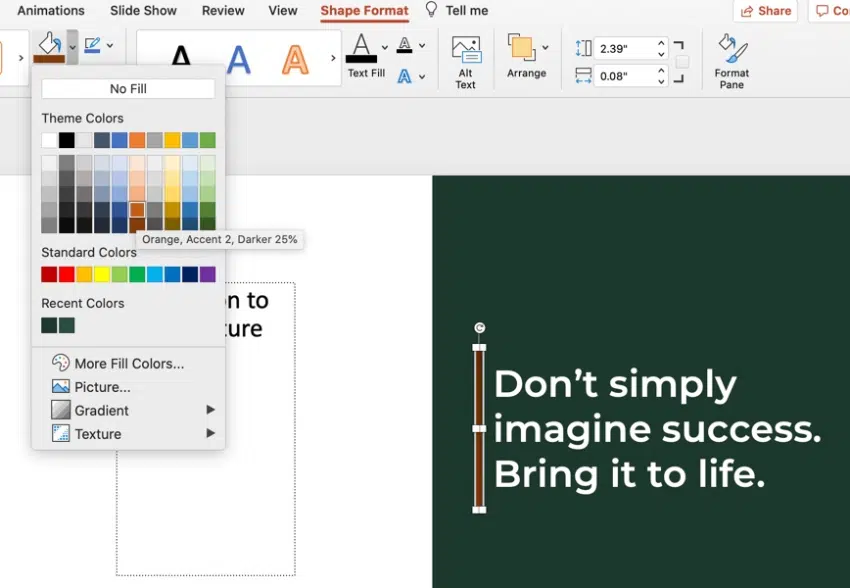 Animations Slide Show Review View Shape Format Tell me Share
A A A A A A
Text Fill
Alt
Text
Arrange
2.39"
0.08"
Format
Pane
No Fill
Theme Colors
Orange, Accent 2, Darker 25%
Standard Colors
Recent Colors
More Fill Colors...
Picture...
Gradient
Texture
to
Don’t simply
imagine success.
Bring it to life.